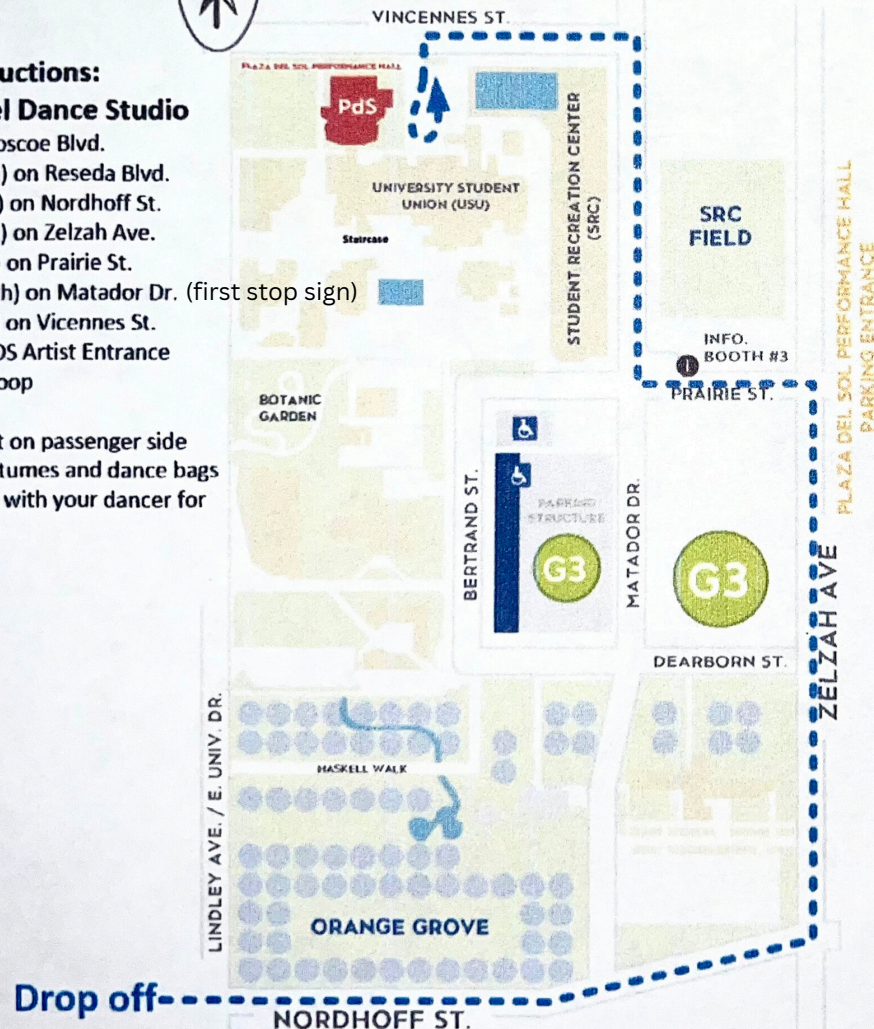 VINCENNES ST.
uctions:
el Dance Studio
oscoe Blvd.
) on Reseda Blvd.
) on Nordhoff St.
) on Zelzah Ave.
on Prairie St.
h) on Matador Dr. (first stop sign)
on Vicennes St.
OS Artist Entrance
oop
t on passenger side
tumes and dance bags
with your dancer for
PLAZA DEL SOL PERFORMANCE HALL
PdS
UNIVERSITY STUDENT
UNION (USU)
Staircase
STUDENT RECREATION CENTER
(SRC)
SRC
FIELD
INFO.
BOOTH #3
i
PRAIRIE ST.
PLAZA DEL SOL PERFORMANCE HALL
PARKING ENTRANCE
BOTANIC
GARDEN
BERTRAND ST.
PARKING
STRUCTURE
G3
MATADOR DR.
G3
ZELZAH AVE
DEARBORN ST.
LINDLEY AVE. / E. UNIV. DR.
HASKELL WALK
ORANGE GROVE
Drop off
NORDHOFF ST.